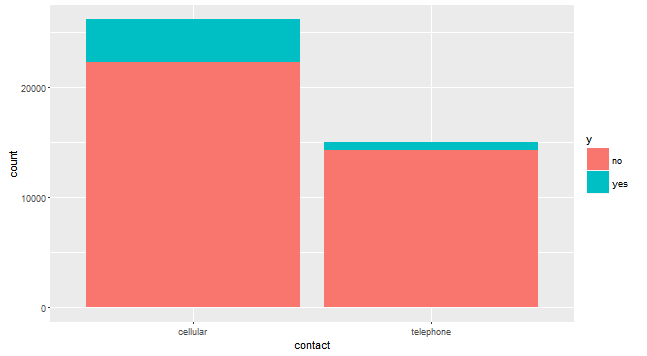 20000
10000
0
count
cellular
telephone
contact
y
no
yes